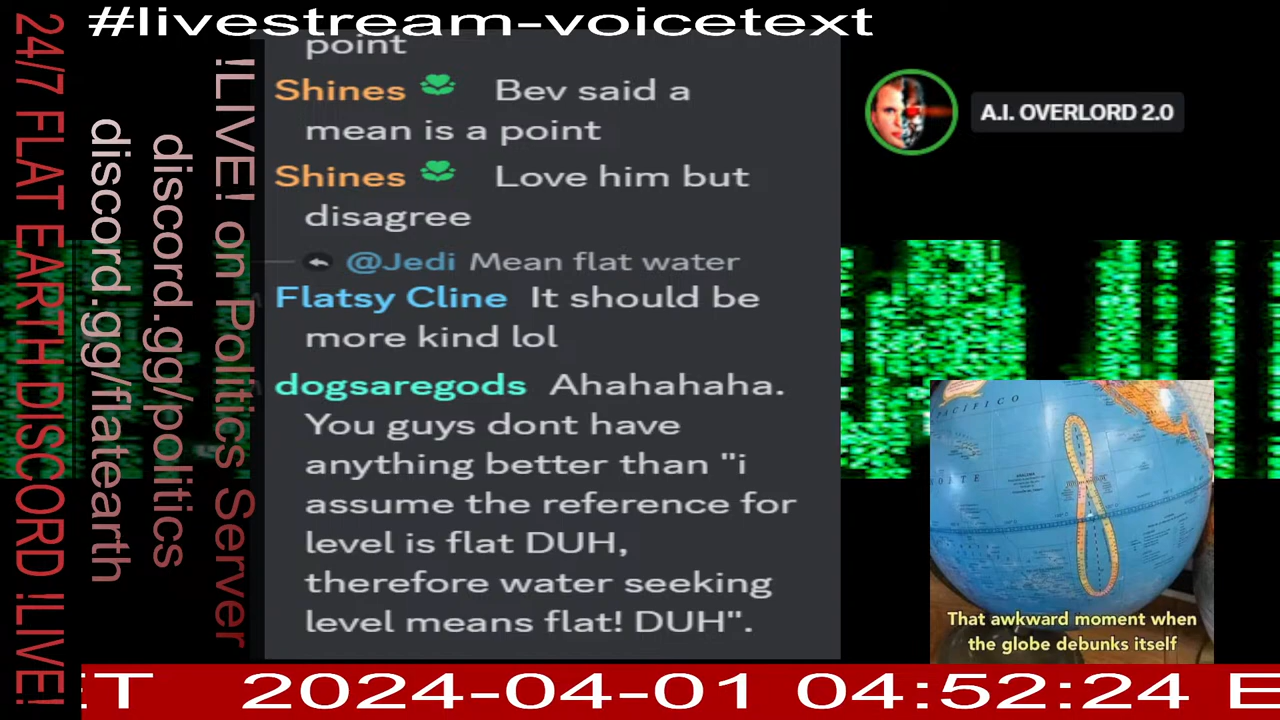 #livestream-voicetext
24/7 FLAT EARTH DISCORD !LIVE!
discord.gg/flatearth
discord.gg/politics
!LIVE! on Politics Server
point
Shines Bev said a
mean is a point
Shines Love him but
disagree
@Jedi Mean flat water
Flatsy Cline It should be
more kind lol
dogsaregods Ahahahaha.
You guys dont have
anything better than "i
assume the reference for
level is flat DUH,
therefore water seeking
level means flat! DUH".
A.I. OVERLORD 2.0
PACIFICO
That awkward moment when
the globe debunks itself
ET 2024-04-01 04:52:24 E